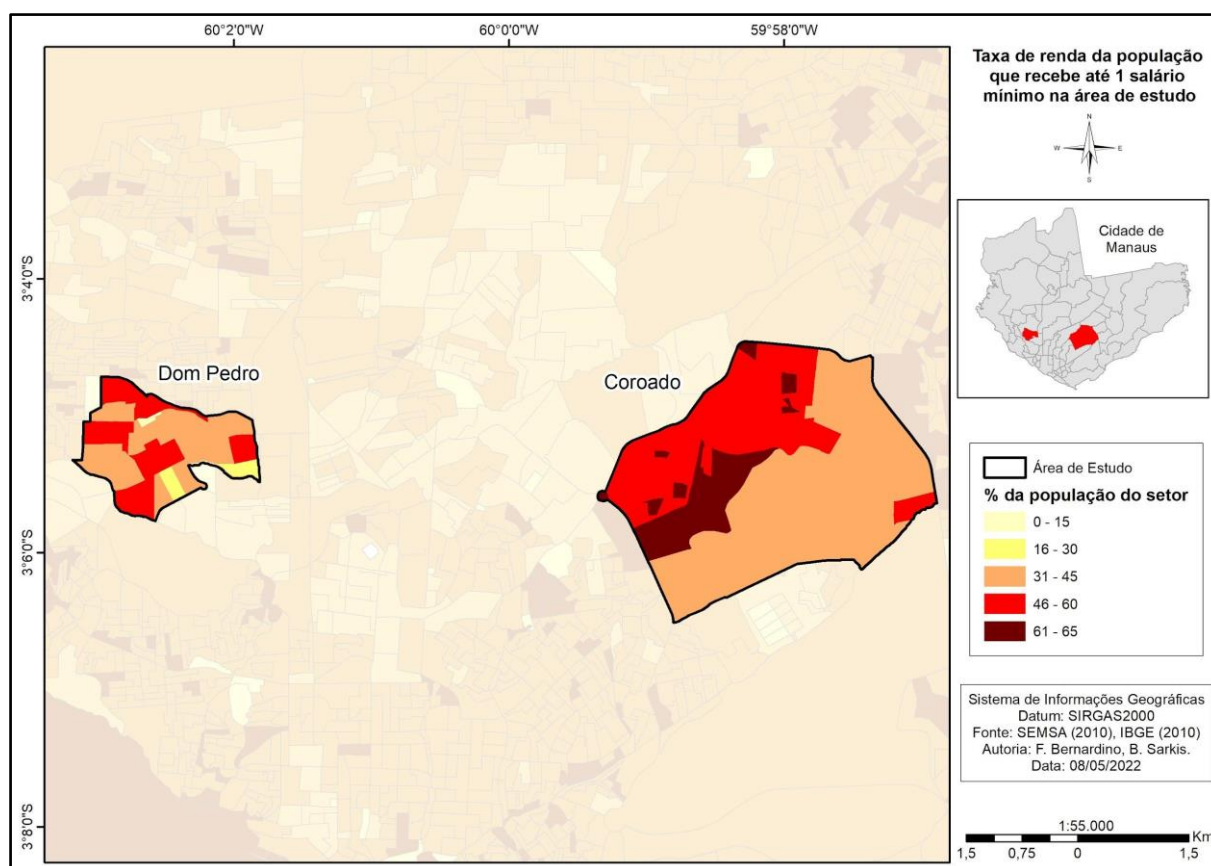 60°2'0"W
60°0'0"W
59°58'0"W
3°4'0"S
3°6'0"S
3°8'0"S
Dom Pedro
Coroado
Taxa de renda da população
que recebe até 1 salário
mínimo na área de estudo
N
W
E
S
Cidade de
Manaus
Área de Estudo
% da população do setor
0 - 15
16 - 30
31 - 45
46 - 60
61 - 65
Sistema de Informações Geográficas
Datum: SIRGAS2000
Fonte: SEMSA (2010), IBGE (2010)
Autoria: F. Bernardino, B. Sarkis.
Data: 08/05/2022
1:55.000
Km
1,5 0,75 0 1,5